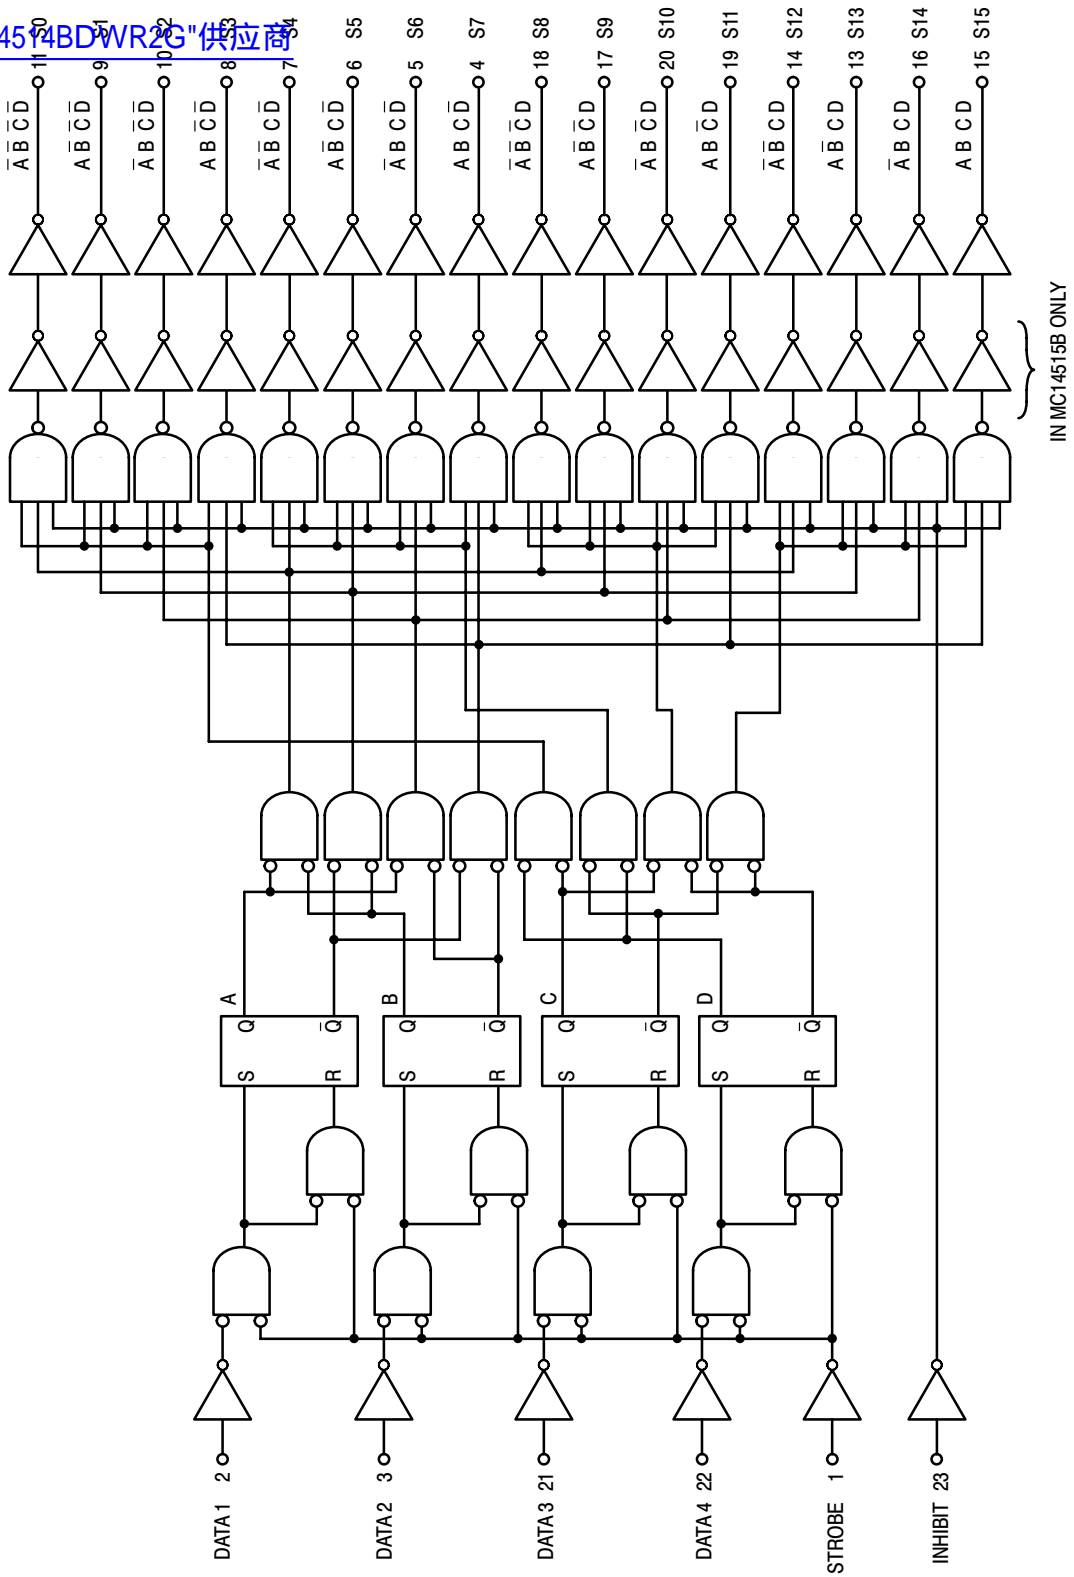 4514BDWR2G"供应商
11 S0
9 S1
10 S2
8 S3
7 S4
6 S5
5 S6
4 S7
18 S8
17 S9
20 S10
19 S11
14 S12
13 S13
16 S14
15 S15
A̅ B̅ C̅ D̅
A B̅ C̅ D̅
A̅ B C̅ D̅
A B C̅ D̅
A̅ B̅ C D̅
A B̅ C D̅
A̅ B C D̅
A B C D̅
A̅ B̅ C̅ D
A B̅ C̅ D
A̅ B C̅ D
A B C̅ D
A̅ B̅ C D
A B̅ C D
A̅ B C D
A B C D
IN MC14515B ONLY
A
B
C
D
Q Q̅
Q Q̅
Q Q̅
Q Q̅
S R
S R
S R
S R
DATA 1 2
DATA 2 3
DATA 3 21
DATA 4 22
STROBE 1
INHIBIT 23